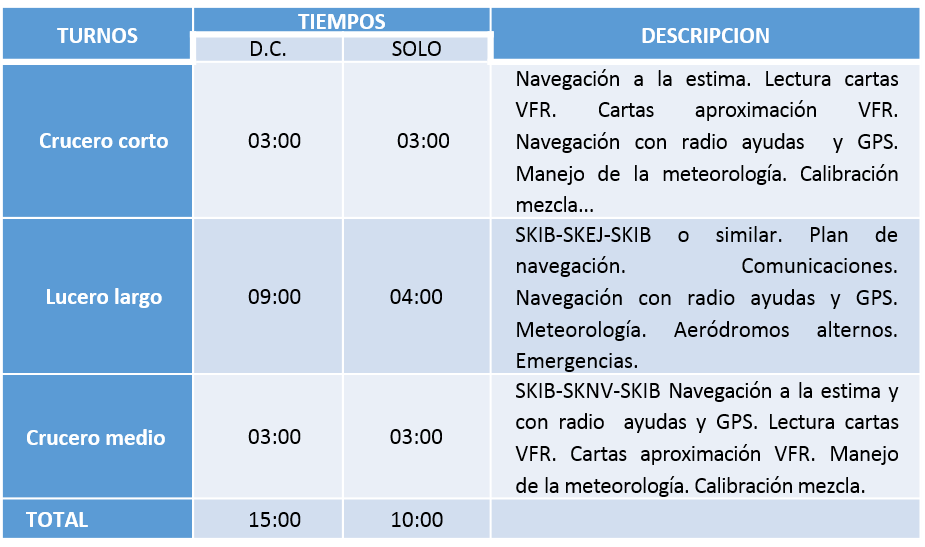 TURNOS TIEMPOS DESCRIPCION
D.C. SOLO
Crucero corto 03:00 03:00 Navegación a la estima. Lectura cartas
VFR. Cartas aproximación VFR.
Navegación con radio ayudas y GPS.
Manejo de la meteorología. Calibración
mezcla...
Lucero largo 09:00 04:00 SKIB-SKEJ-SKIB o similar. Plan de
navegación. Comunicaciones.
Navegación con radio ayudas y GPS.
Meteorología. Aeródromos alternos.
Emergencias.
Crucero medio 03:00 03:00 SKIB-SKNV-SKIB Navegación a la estima y
con radio ayudas y GPS. Lectura cartas
VFR. Cartas aproximación VFR. Manejo
de la meteorología. Calibración mezcla.
TOTAL 15:00 10:00